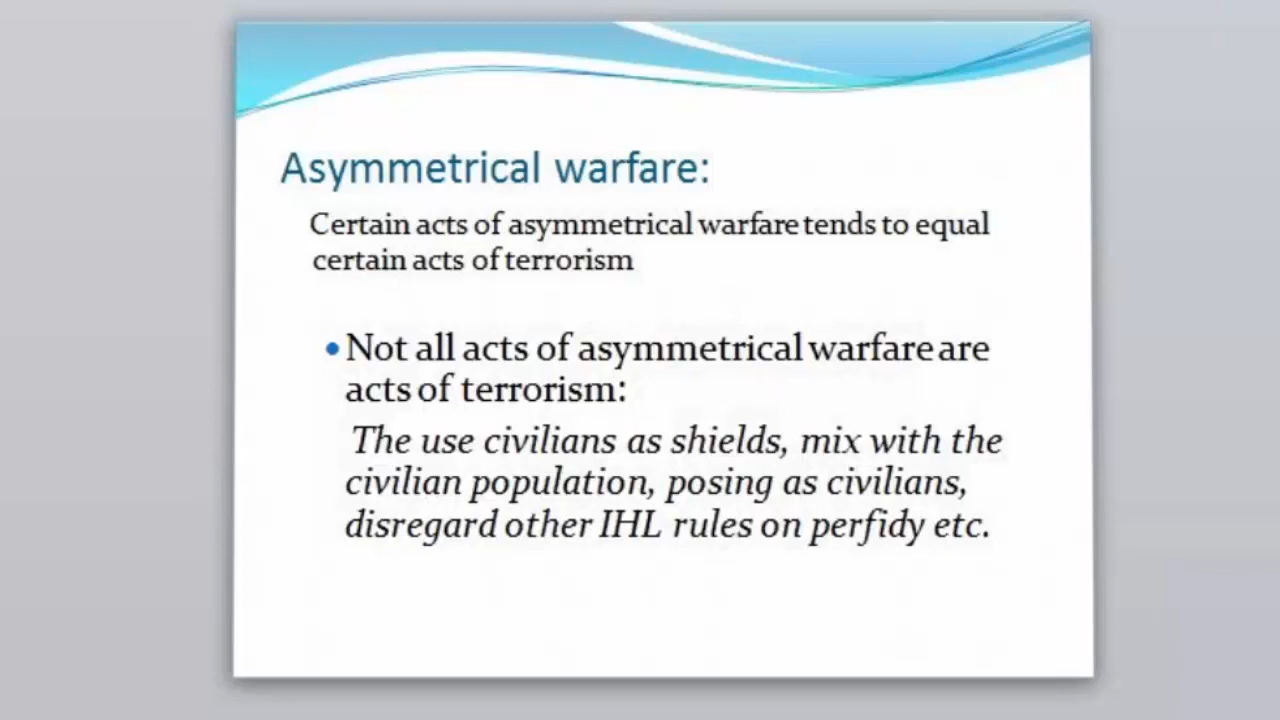 Asymmetrical warfare:
Certain acts of asymmetrical warfare tends to equal
certain acts of terrorism
•Not all acts of asymmetrical warfare are
acts of terrorism:
The use civilians as shields, mix with the
civilian population, posing as civilians,
disregard other IHL rules on perfidy etc.